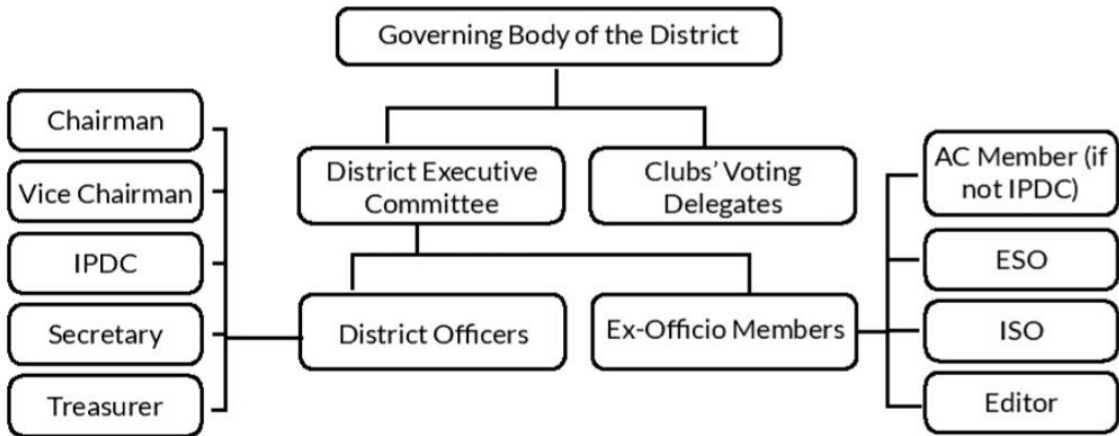 Governing Body of the District
Chairman
Vice Chairman
IPDC
Secretary
Treasurer
District Executive
Committee
Clubs' Voting
Delegates
District Officers
Ex-Officio Members
AC Member (if
not IPDC)
ESO
ISO
Editor